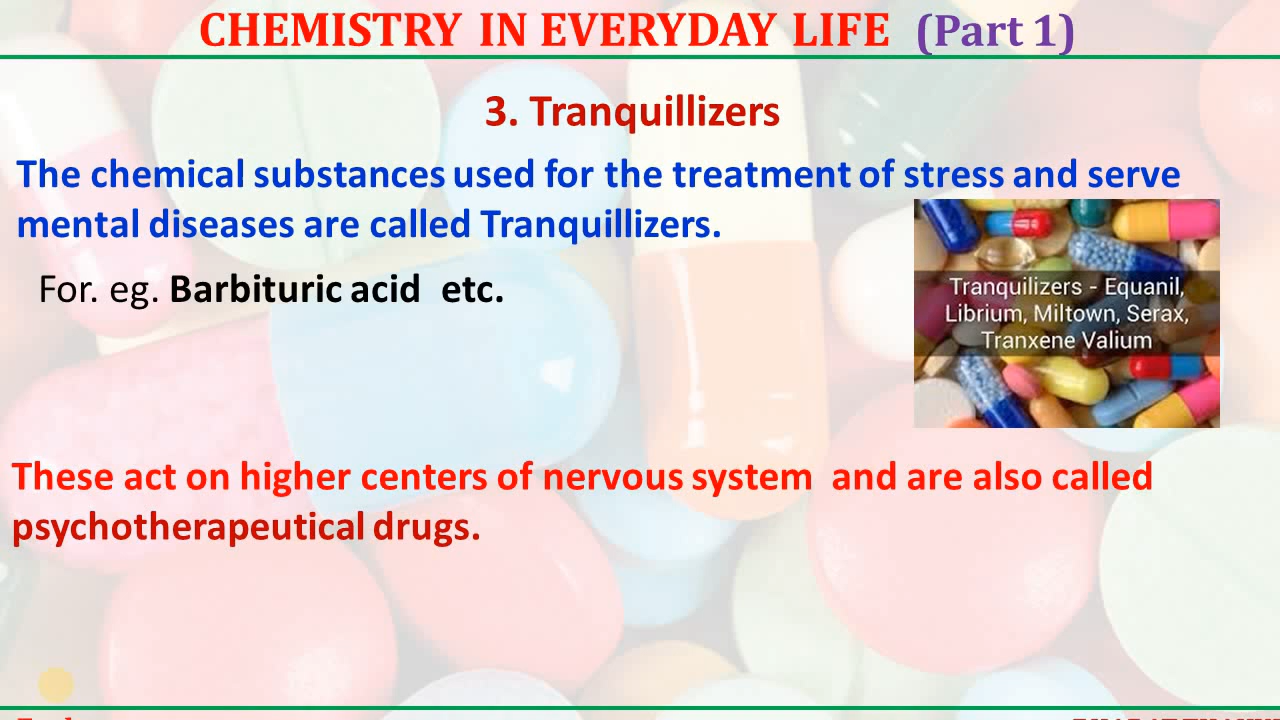 CHEMISTRY IN EVERYDAY LIFE (Part 1)
3. Tranquillizers
The chemical substances used for the treatment of stress and serve
mental diseases are called Tranquillizers.
For. eg. Barbituric acid etc.
Tranquilizers - Equanil,
Librium, Miltown, Serax,
Tranxene Valium
These act on higher centers of nervous system and are also called
psychotherapeutical drugs.